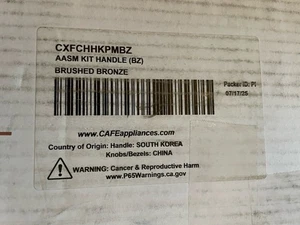 CXFCHHKPMBZ
AASM KIT HANDLE (BZ)
BRUSHED BRONZE
Packer ID: PI
07/17/25
www.CAFEappliances.com
Country of Origin: Handle: SOUTH KOREA
Knobs/Bezels: CHINA
WARNING: Cancer & Reproductive Harm
www.P65Warnings.ca.gov